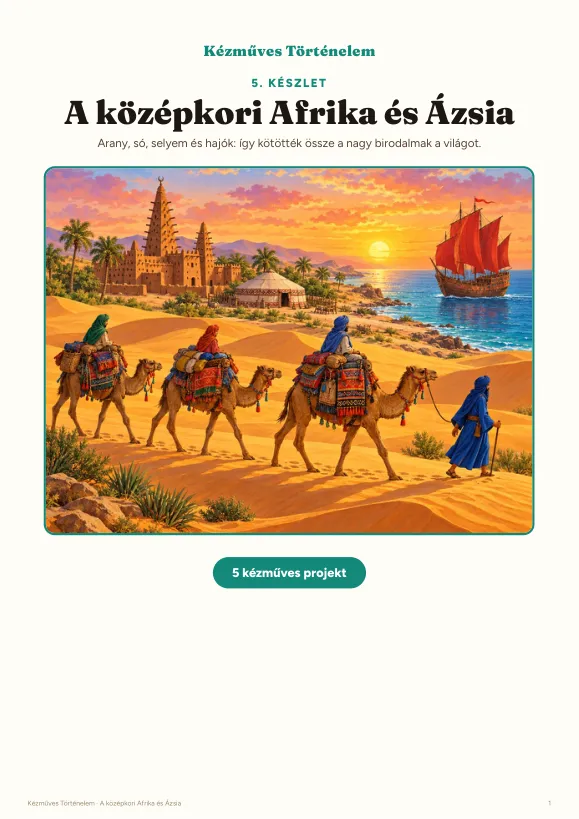 Kézműves Történelem
5. KÉSZLET
A középkori Afrika és Ázsia
Arany, só, selyem és hajók: így kötötték össze a nagy birodalmak a világot.
5 kézműves projekt
Kézműves Történelem · A középkori Afrika és Ázsia
1